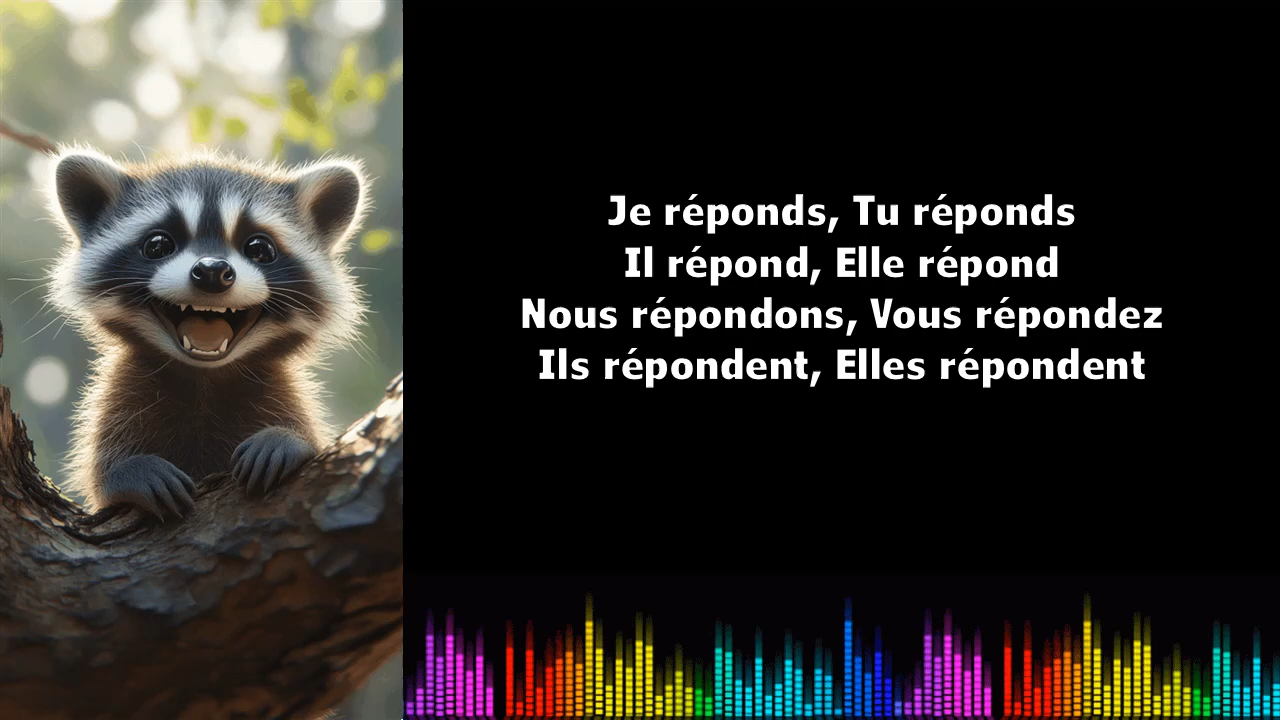 Je réponds, Tu réponds
Il répond, Elle répond
Nous répondons, Vous répondez
Ils répondent, Elles répondent